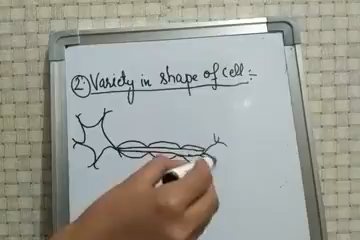 ② Variety in shape of cell :-